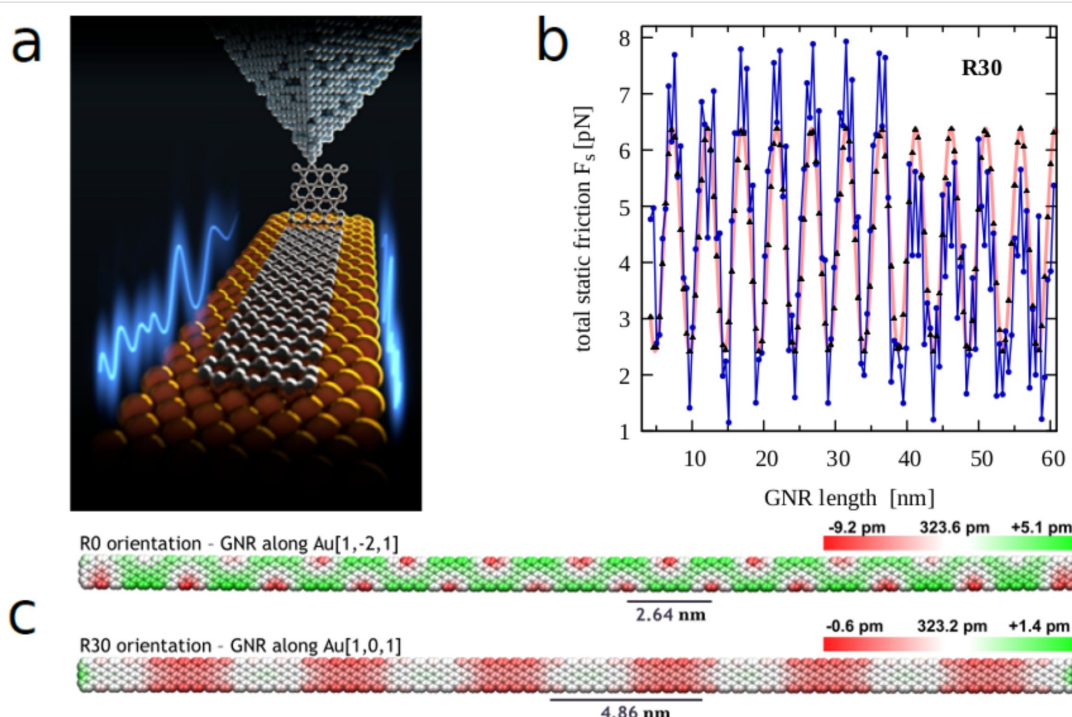 a
b
R30
8
7
6
5
4
3
2
1
total static friction Fₛ [pN]
10 20 30 40 50 60
GNR length [nm]
-9.2 pm 323.6 pm +5.1 pm
R0 orientation - GNR along Au[1,-2,1]
2.64 nm
c
-0.6 pm 323.2 pm +1.4 pm
R30 orientation - GNR along Au[1,0,1]
4.86 nm